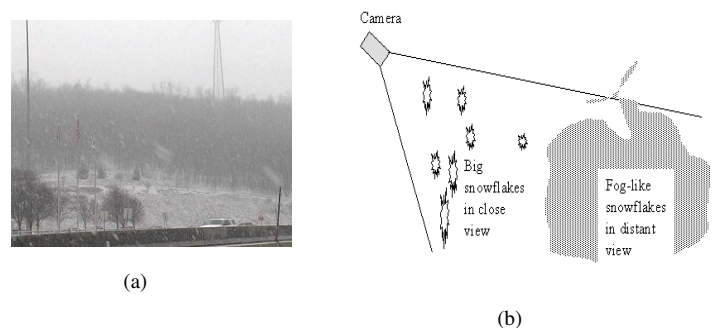 Camera
Big
snowflakes
in close
view
Fog-like
snowflakes
in distant
view
(a)
(b)